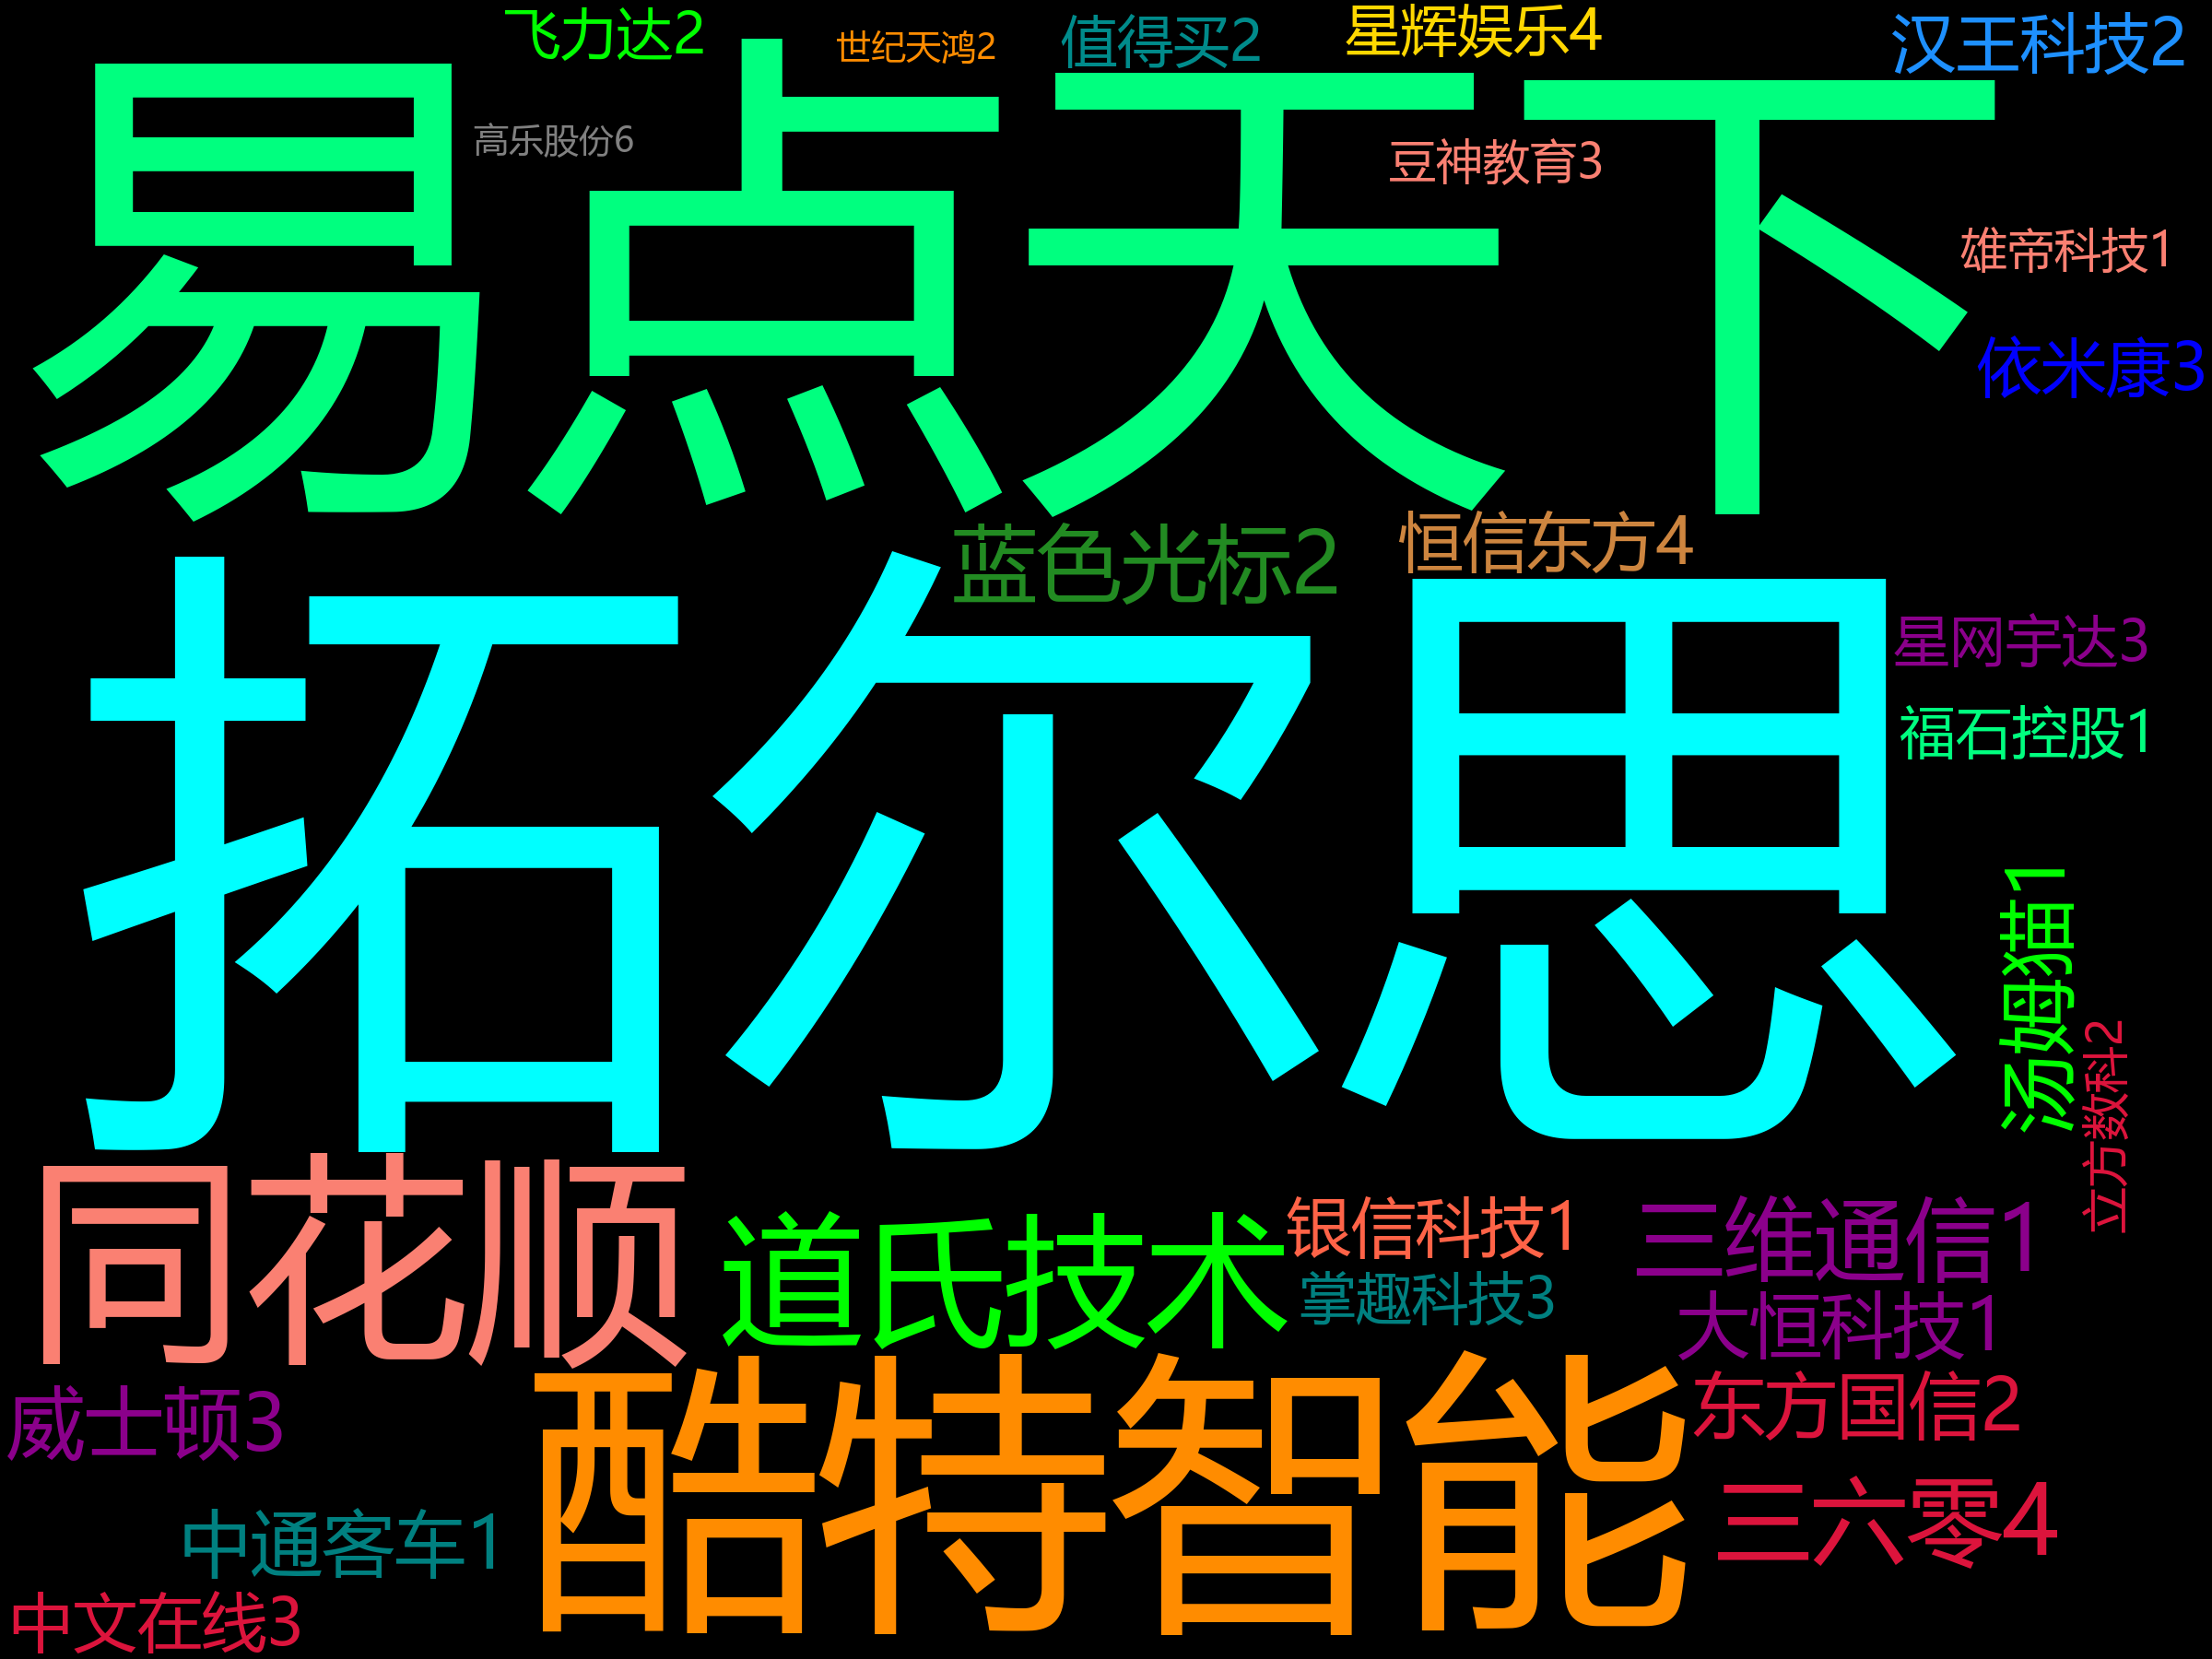 飞力达2
世纪天鸿2
值得买2
星辉娱乐4
汉王科技2
高乐股份6
豆神教育3
易点天下
雄帝科技1
依米康3
蓝色光标2
恒信东方4
星网宇达3
福石控股1
拓尔思
汤姆猫1
立方数科2
同花顺
道氏技术
银信科技1
三维通信1
掌趣科技3
大恒科技1
威士顿3
酷特智能
东方国信2
三六零4
中通客车1
中文在线3